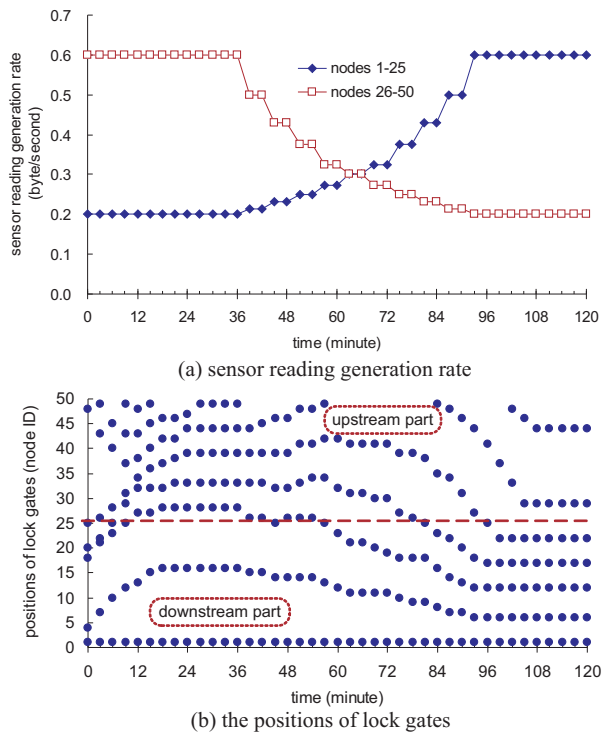 0.6
0.5
0.4
0.3
0.2
0.1
0.0
sensor reading generation rate
(byte/second)
nodes 1-25
nodes 26-50
0 12 24 36 48 60 72 84 96 108 120
time (minute)
(a) sensor reading generation rate
50
45
40
35
30
25
20
15
10
5
0
positions of lock gates (node ID)
upstream part
downstream part
0 12 24 36 48 60 72 84 96 108 120
time (minute)
(b) the positions of lock gates